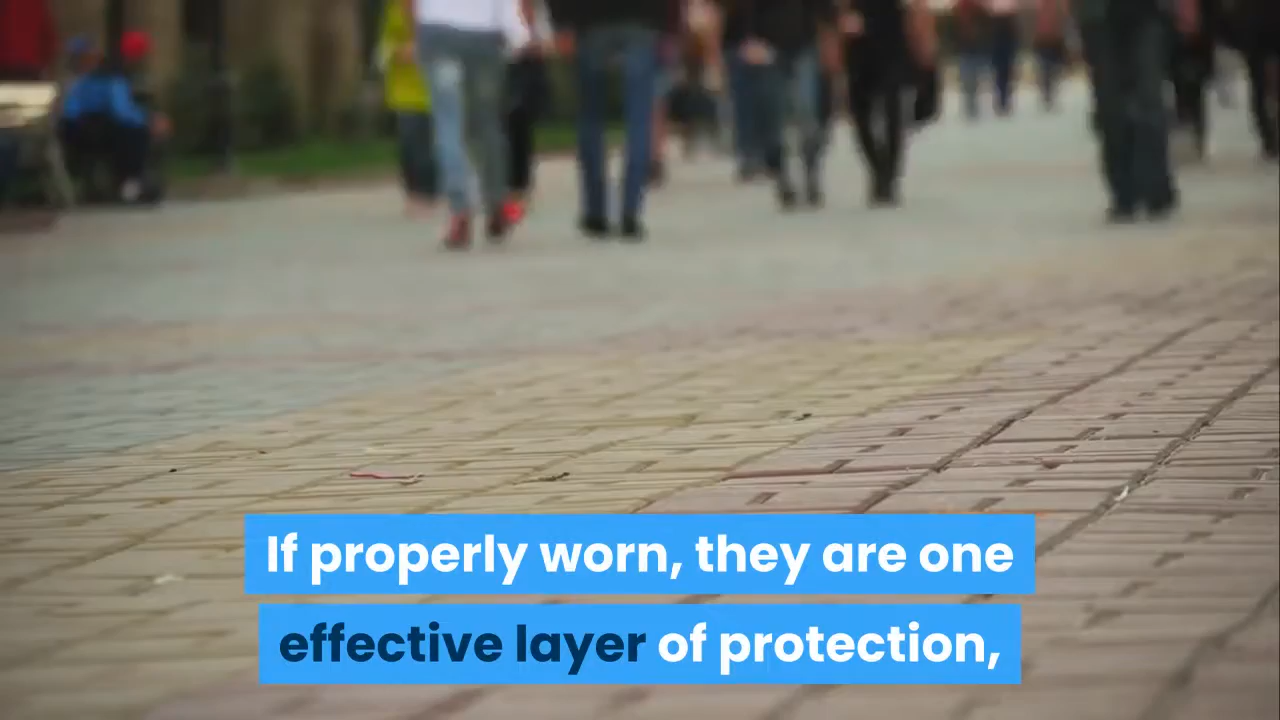 If properly worn, they are one
effective layer of protection,